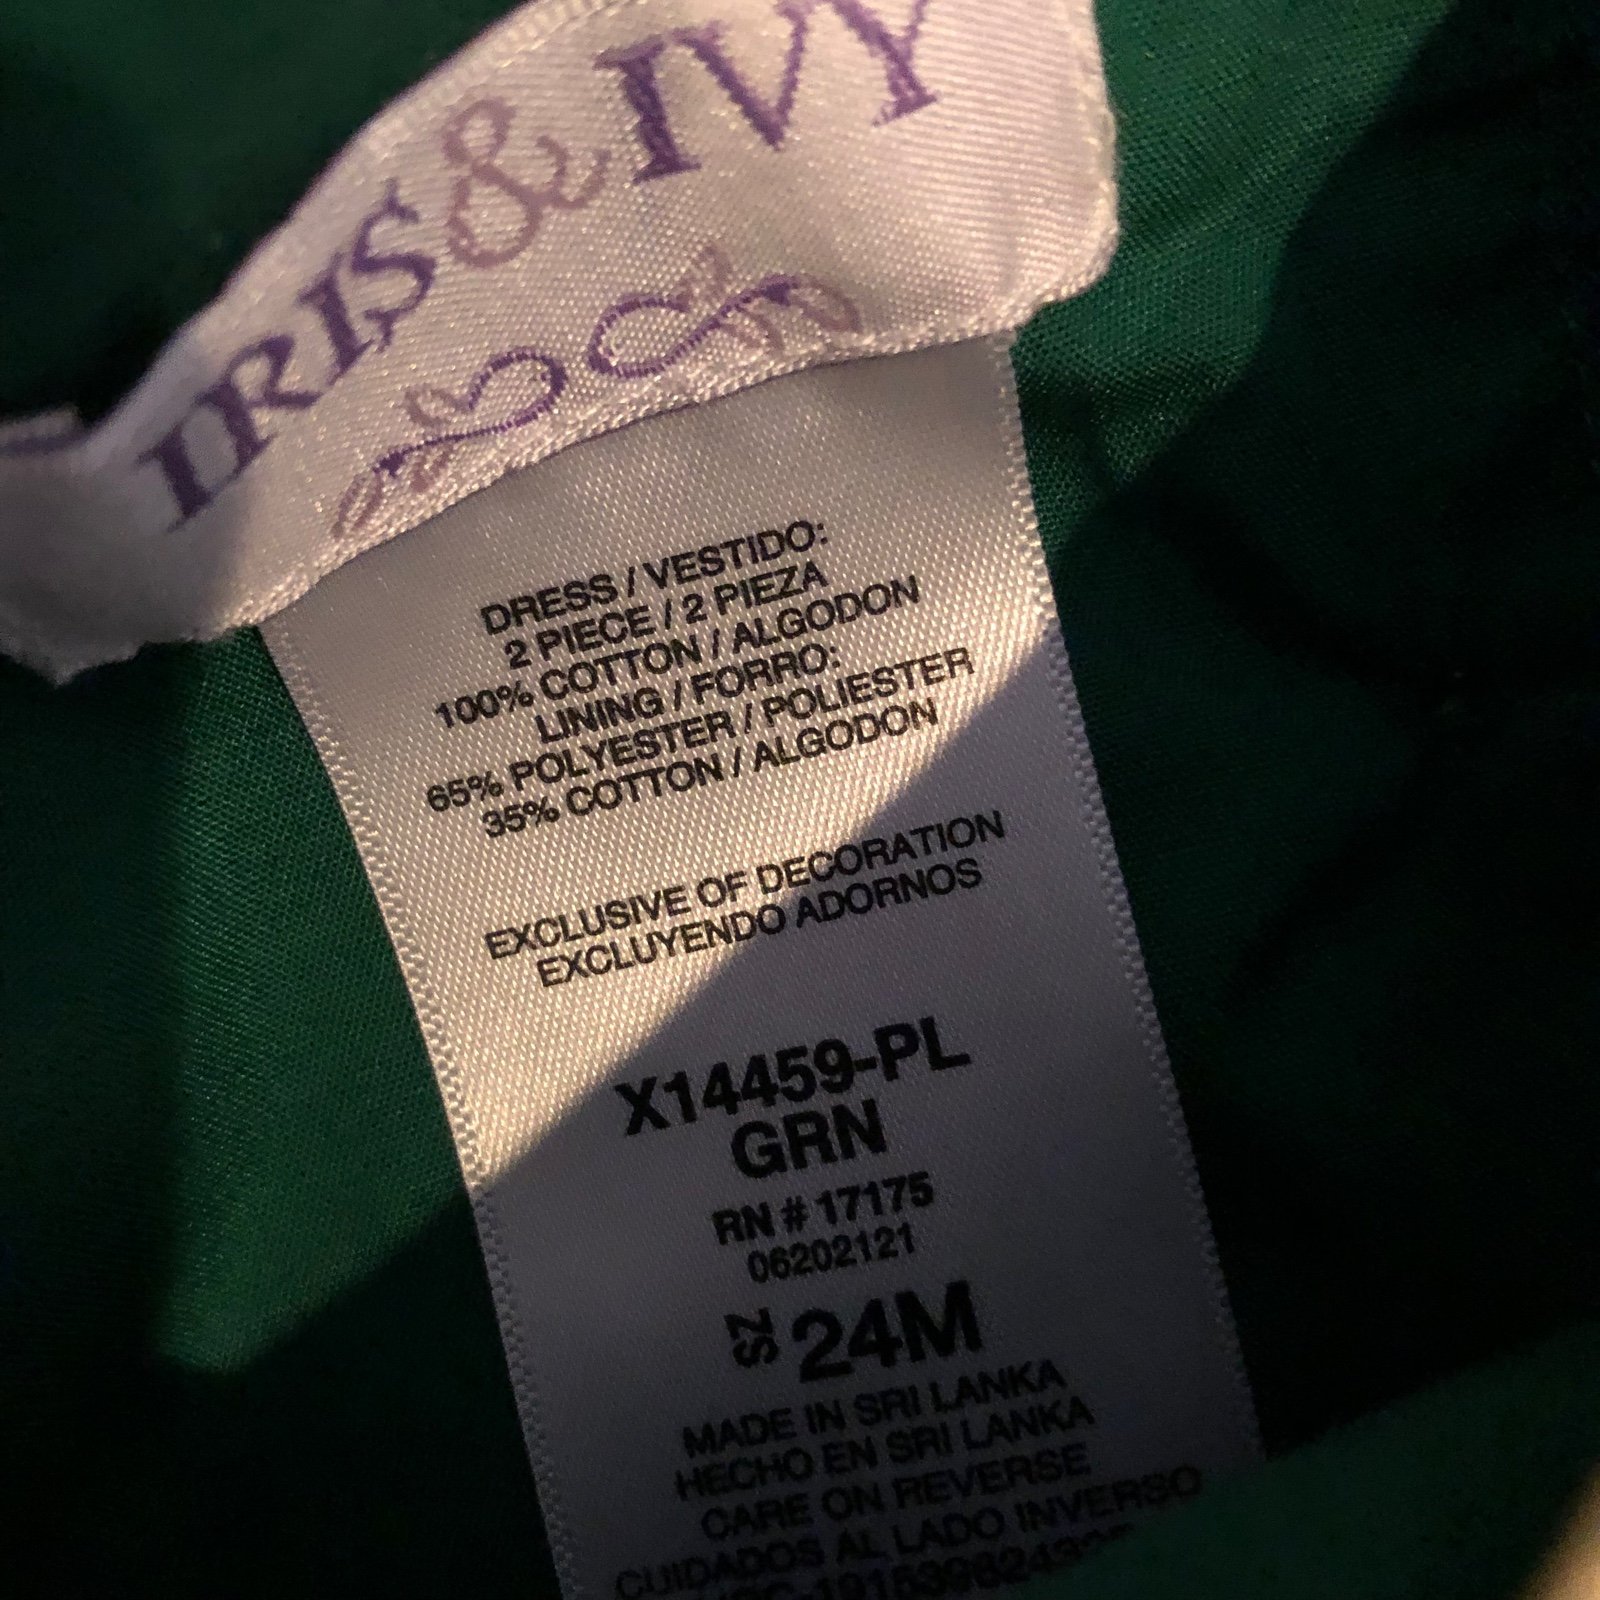 IRIS & IVY
DRESS / VESTIDO:
2 PIECE / 2 PIEZA
100% COTTON / ALGODON
LINING / FORRO:
65% POLYESTER / POLIESTER
35% COTTON / ALGODON
EXCLUSIVE OF DECORATION
EXCLUYENDO ADORNOS
X14459-PL
GRN
RN # 17175
06202121
SZ 24M
MADE IN SRI LANKA
HECHO EN SRI LANKA
CARE ON REVERSE
CUIDADOS AL LADO INVERSO